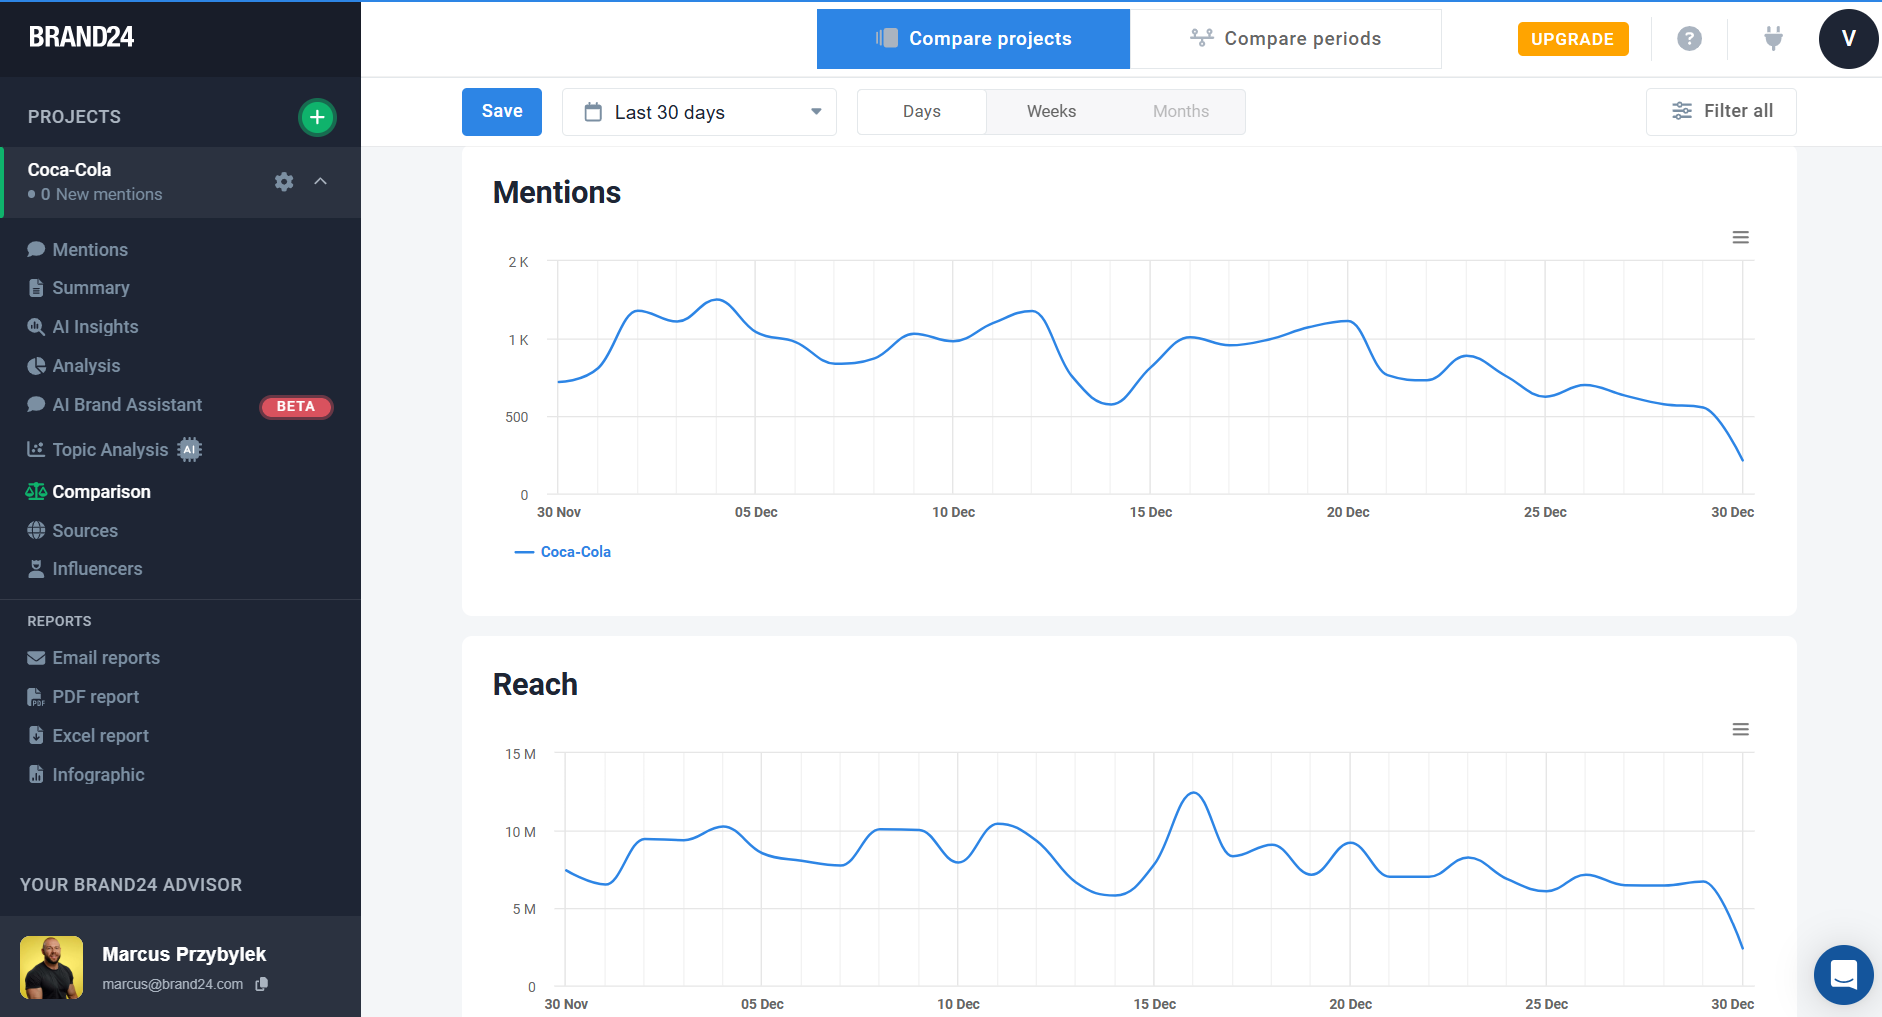 BRAND24
Compare projects
Compare periods
UPGRADE
?
V
PROJECTS
+
Save
Last 30 days
Days
Weeks
Months
Filter all
Coca-Cola
0 New mentions
Mentions
Summary
AI Insights
Analysis
AI Brand Assistant
BETA
Topic Analysis
AI
Comparison
Sources
Influencers
REPORTS
Email reports
PDF report
PDF
Excel report
Infographic
YOUR BRAND24 ADVISOR
Marcus Przybylek
marcus@brand24.com
Mentions
2 K
1 K
500
0
30 Nov
05 Dec
10 Dec
15 Dec
20 Dec
25 Dec
30 Dec
Coca-Cola
Reach
15 M
10 M
5 M
0
30 Nov
05 Dec
10 Dec
15 Dec
20 Dec
25 Dec
30 Dec